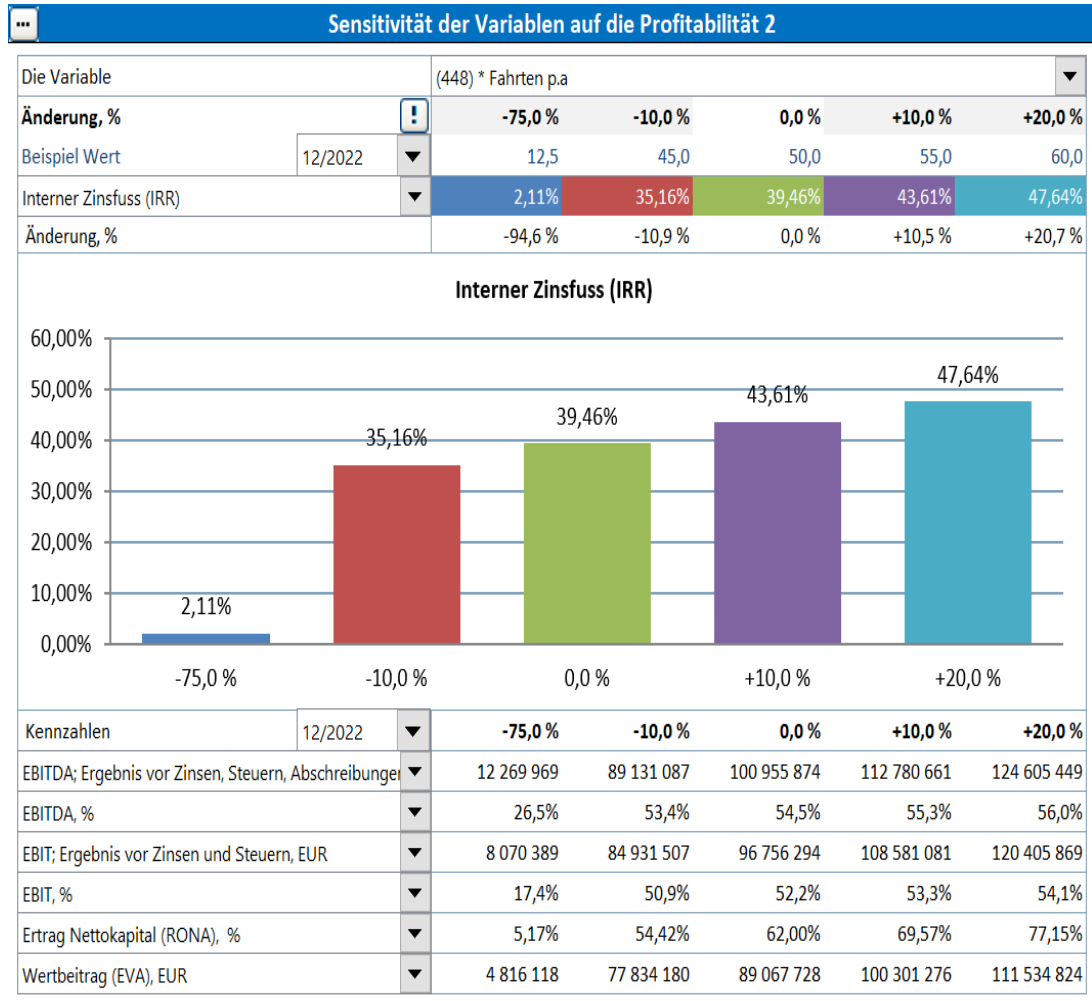 ... Sensitivität der Variablen auf die Profitabilität 2
Die Variable (448) * Fahrten p.a
Änderung, % ! -75,0 % -10,0 % 0,0 % +10,0 % +20,0 %
Beispiel Wert 12/2022 12,5 45,0 50,0 55,0 60,0
Interner Zinsfuss (IRR) 2,11% 35,16% 39,46% 43,61% 47,64%
Änderung, % -94,6 % -10,9 % 0,0 % +10,5 % +20,7 %
Interner Zinsfuss (IRR)
60,00%
50,00%
40,00%
30,00%
20,00%
10,00%
0,00%
2,11% 35,16% 39,46% 43,61% 47,64%
-75,0 % -10,0 % 0,0 % +10,0 % +20,0 %
Kennzahlen 12/2022 -75,0 % -10,0 % 0,0 % +10,0 % +20,0 %
EBITDA; Ergebnis vor Zinsen, Steuern, Abschreibunger 12 269 969 89 131 087 100 955 874 112 780 661 124 605 449
EBITDA, % 26,5% 53,4% 54,5% 55,3% 56,0%
EBIT; Ergebnis vor Zinsen und Steuern, EUR 8 070 389 84 931 507 96 756 294 108 581 081 120 405 869
EBIT, % 17,4% 50,9% 52,2% 53,3% 54,1%
Ertrag Nettokapital (RONA), % 5,17% 54,42% 62,00% 69,57% 77,15%
Wertbeitrag (EVA), EUR 4 816 118 77 834 180 89 067 728 100 301 276 111 534 824